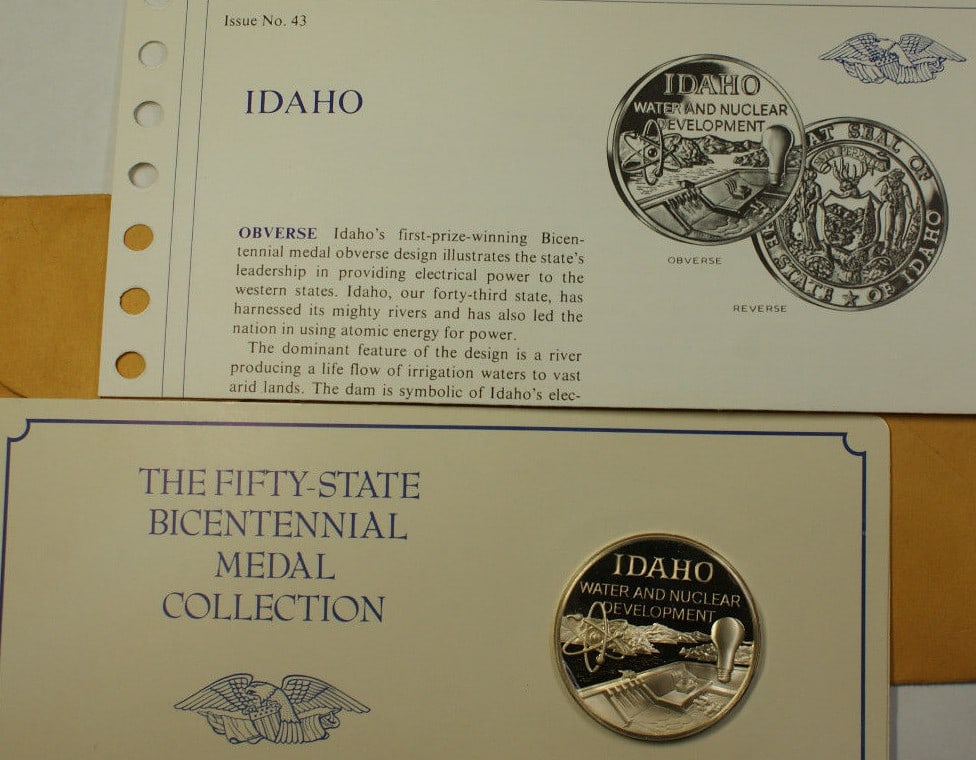 Issue No. 43
IDAHO
OBVERSE Idaho's first-prize-winning Bicen-
tennial medal obverse design illustrates the state's
leadership in providing electrical power to the
western states. Idaho, our forty-third state, has
harnessed its mighty rivers and has also led the
nation in using atomic energy for power.
The dominant feature of the design is a river
producing a life flow of irrigation waters to vast
arid lands. The dam is symbolic of Idaho's elec-
IDAHO
WATER AND NUCLEAR
DEVELOPMENT
OBVERSE
AT SEAL OF
E STATE ★ OF IDAHO
REVERSE
THE FIFTY-STATE
BICENTENNIAL
MEDAL
COLLECTION
IDAHO
WATER AND NUCLEAR
DEVELOPMENT